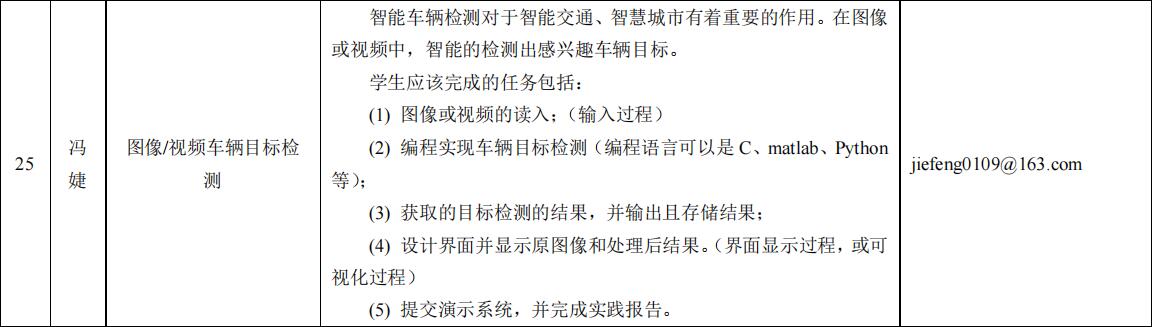 25
冯
婕
图像/视频车辆目标检
测
智能车辆检测对于智能交通、智慧城市有着重要的作用。在图像
或视频中，智能的检测出感兴趣车辆目标。
学生应该完成的任务包括：
(1) 图像或视频的读入；（输入过程）
(2) 编程实现车辆目标检测（编程语言可以是 C、matlab、Python
等）；
(3) 获取的目标检测的结果，并输出且存储结果；
(4) 设计界面并显示原图像和处理后结果。（界面显示过程，或可
视化过程）
(5) 提交演示系统，并完成实践报告。
jiefeng0109@163.com